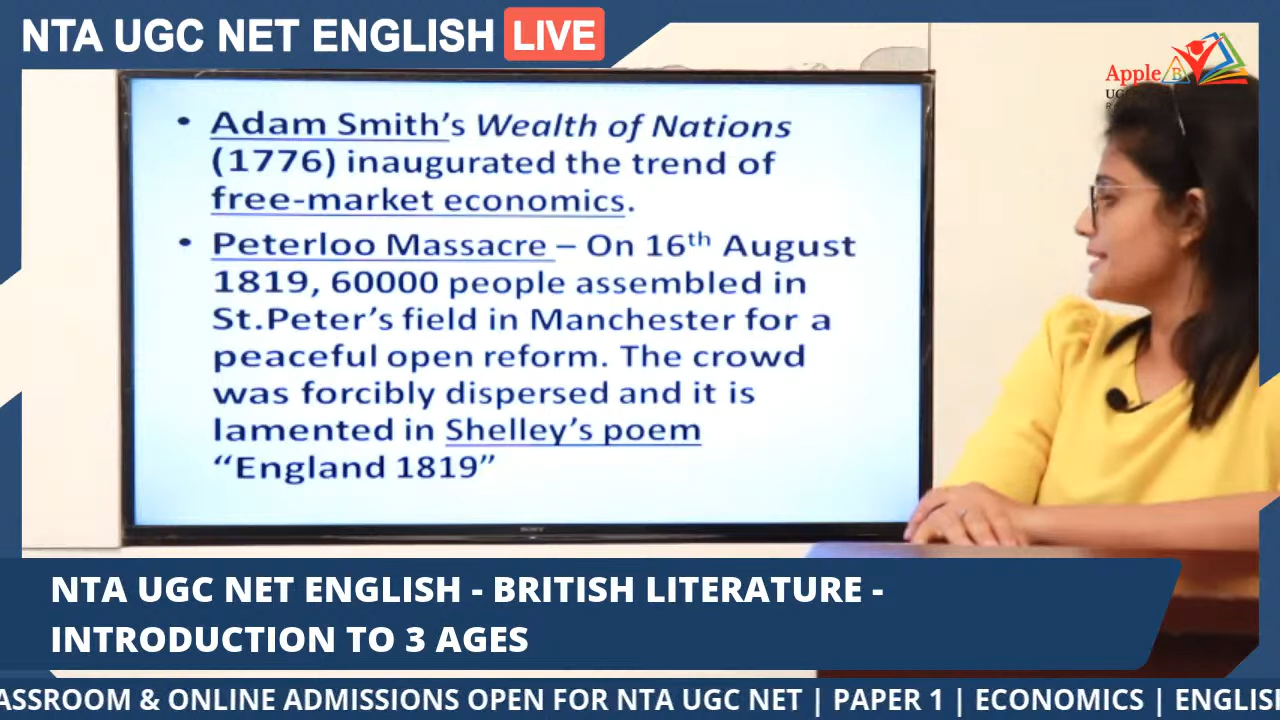 NTA UGC NET ENGLISH LIVE
Apple B
• Adam Smith's Wealth of Nations
(1776) inaugurated the trend of
free-market economics.
• Peterloo Massacre – On 16th August
1819, 60000 people assembled in
St.Peter's field in Manchester for a
peaceful open reform. The crowd
was forcibly dispersed and it is
lamented in Shelley's poem
“England 1819”
SONY
NTA UGC NET ENGLISH - BRITISH LITERATURE -
INTRODUCTION TO 3 AGES
ASSROOM & ONLINE ADMISSIONS OPEN FOR NTA UGC NET | PAPER 1 | ECONOMICS | ENGLISH